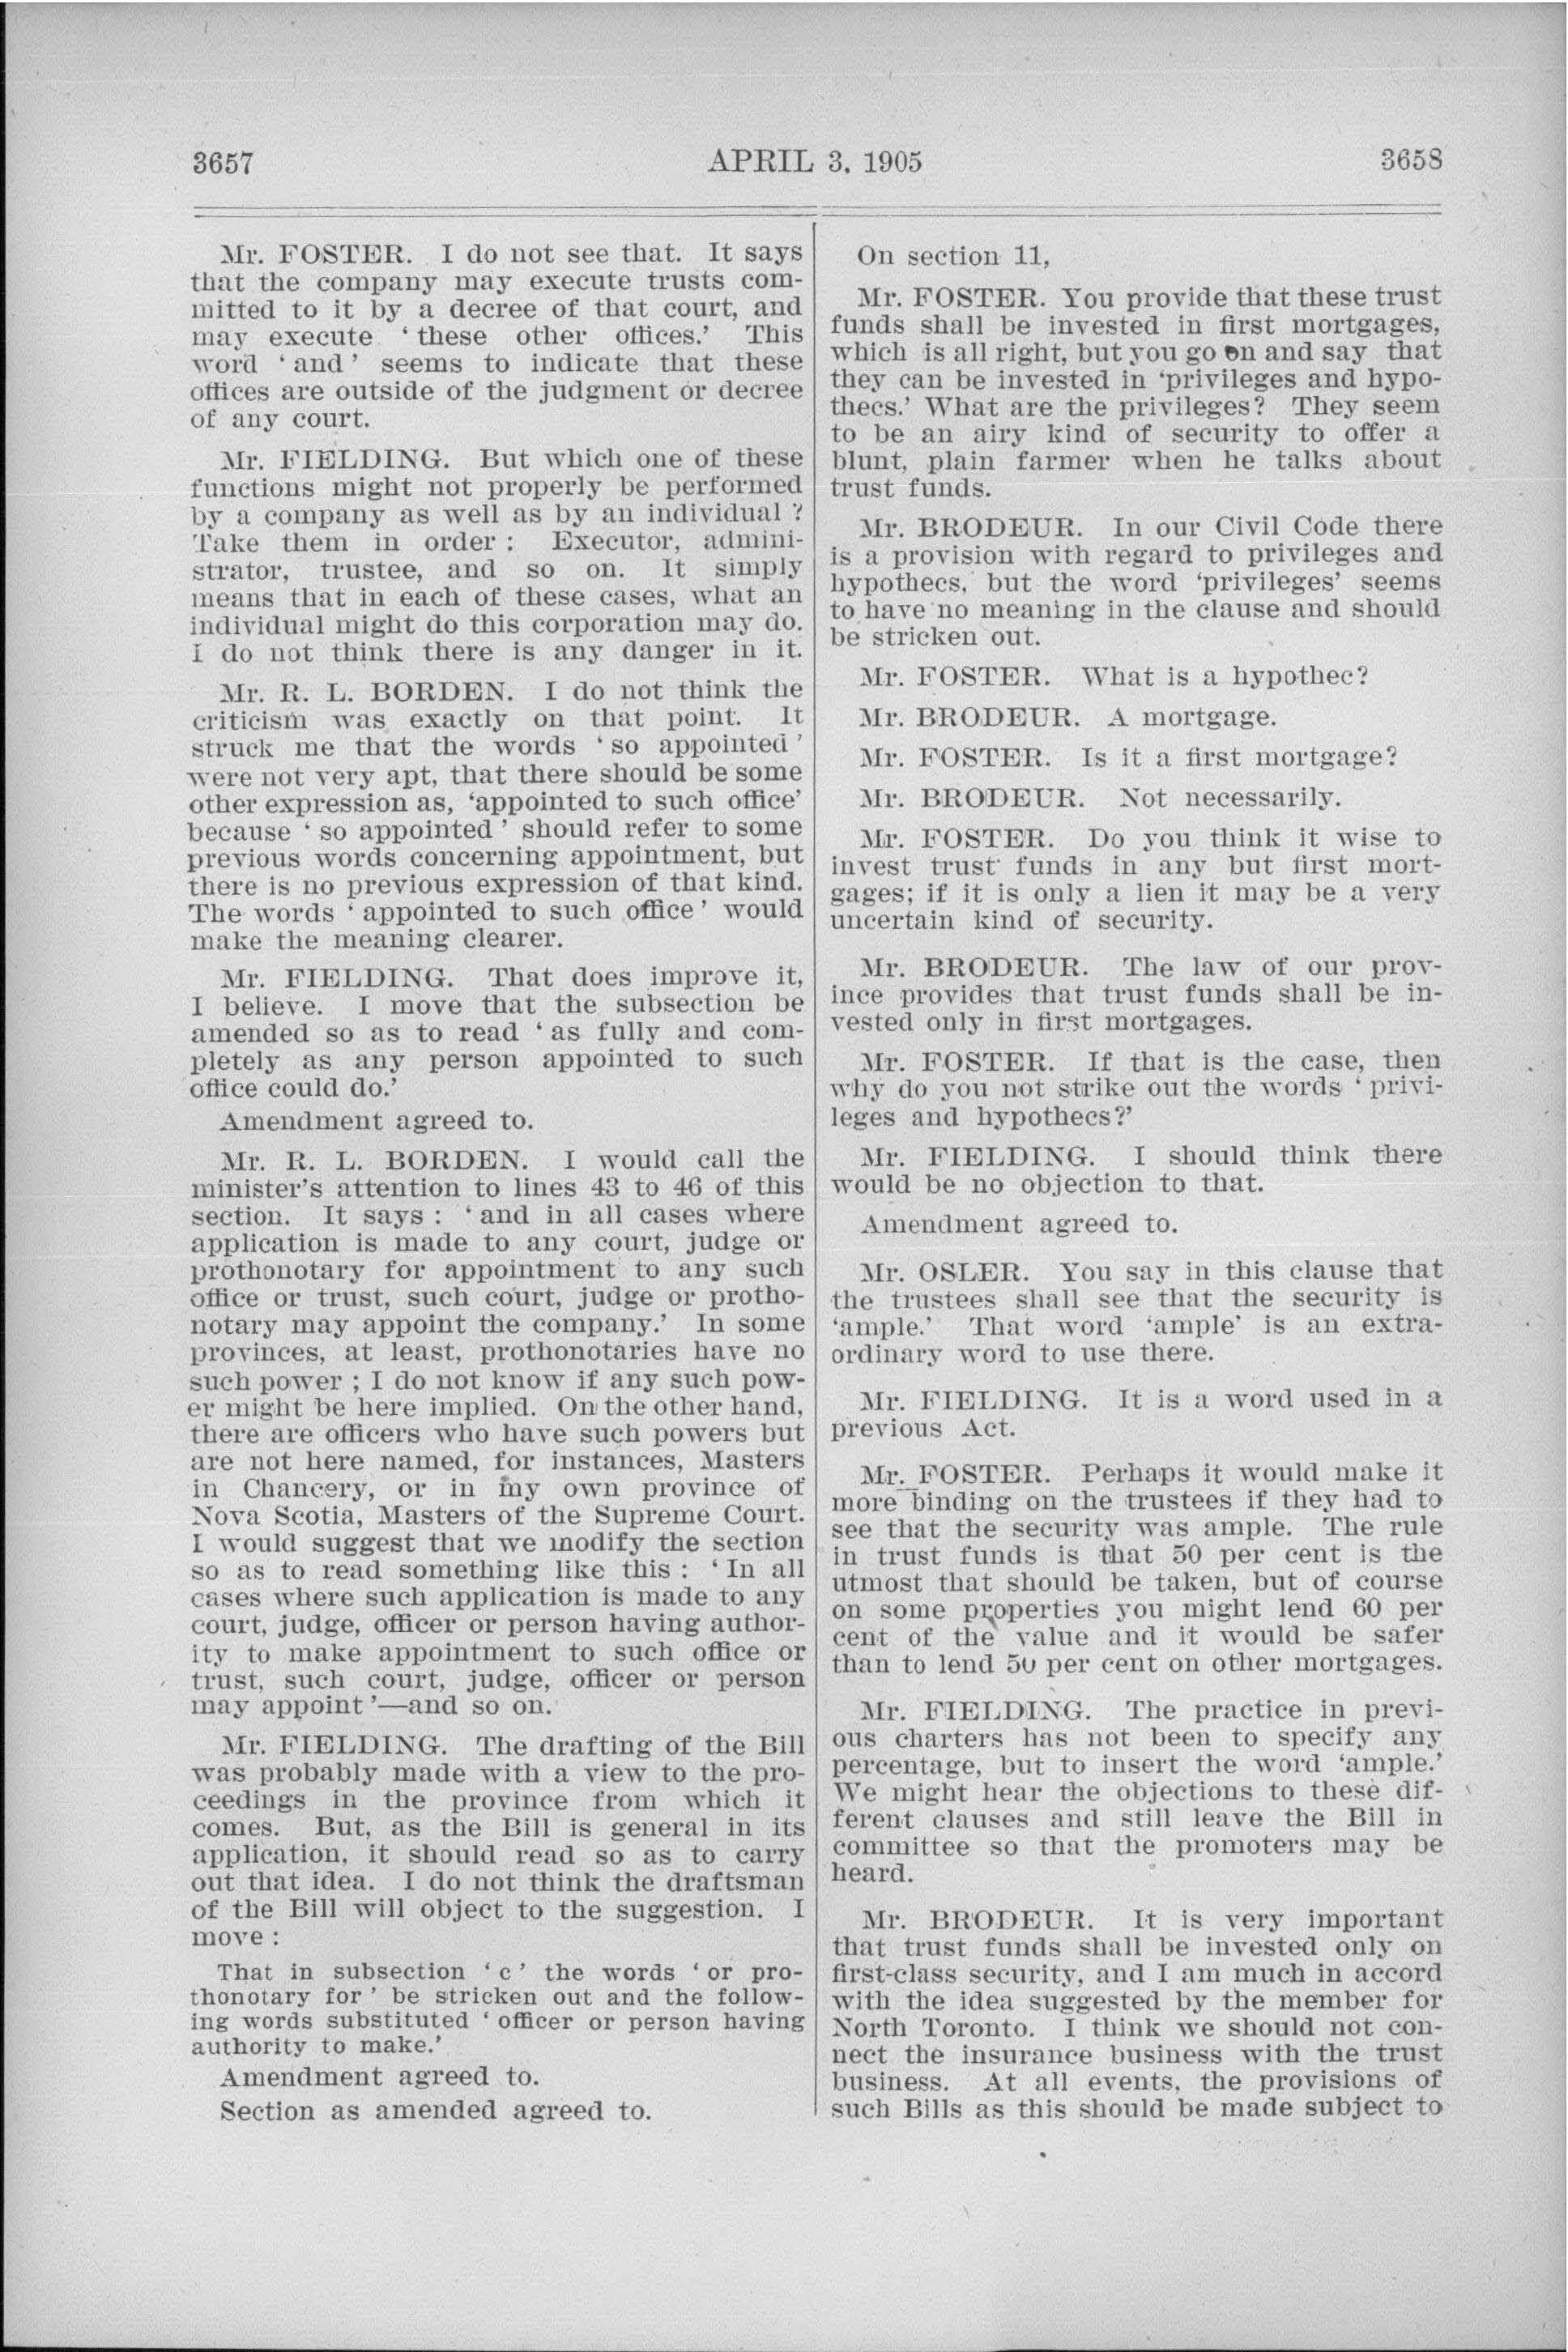 3657
APRIL 3, 1905
3658
Mr. FOSTER. I do not see that. It says
that the company may execute trusts com-
mitted to it by a decree of that court, and
may execute ‘ these other offices.’ This
word ‘ and ’ seems to indicate that these
offices are outside of the judgment or decree
of any court.
Mr. FIELDING. But which one of these
functions might not properly be performed
by a company as well as by an individual ?
Take them in order : Executor, admini-
strator, trustee, and so on. It simply
means that in each of these cases, what an
individual might do this corporation may do.
I do not think there is any danger in it.
Mr. R. L. BORDEN. I do not think the
criticism was exactly on that point. It
struck me that the words ‘ so appointed ’
were not very apt, that there should be some
other expression as, ‘appointed to such office’
because ‘ so appointed ’ should refer to some
previous words concerning appointment, but
there is no previous expression of that kind.
The words ‘ appointed to such office ’ would
make the meaning clearer.
Mr. FIELDING. That does improve it,
I believe. I move that the subsection be
amended so as to read ‘ as fully and com-
pletely as any person appointed to such
office could do.’
Amendment agreed to.
Mr. R. L. BORDEN. I would call the
minister’s attention to lines 43 to 46 of this
section. It says : ‘ and in all cases where
application is made to any court, judge or
prothonotary for appointment to any such
office or trust, such court, judge or protho-
notary may appoint the company.’ In some
provinces, at least, prothonotaries have no
such power ; I do not know if any such pow-
er might be here implied. On the other hand,
there are officers who have such powers but
are not here named, for instances, Masters
in Chancery, or in my own province of
Nova Scotia, Masters of the Supreme Court.
I would suggest that we modify the section
so as to read something like this : ‘ In all
cases where such application is made to any
court, judge, officer or person having author-
ity to make appointment to such office or
trust, such court, judge, officer or person
may appoint ’—and so on.
Mr. FIELDING. The drafting of the Bill
was probably made with a view to the pro-
ceedings in the province from which it
comes. But, as the Bill is general in its
application, it should read so as to carry
out that idea. I do not think the draftsman
of the Bill will object to the suggestion. I
move :
That in subsection ‘ c ’ the words ‘ or pro-
thonotary for ’ be stricken out and the follow-
ing words substituted ‘ officer or person having
authority to make.’
Amendment agreed to.
Section as amended agreed to.
On section 11,
Mr. FOSTER. You provide that these trust
funds shall be invested in first mortgages,
which is all right, but you go on and say that
they can be invested in ‘privileges and hypo-
thecs.’ What are the privileges? They seem
to be an airy kind of security to offer a
blunt, plain farmer when he talks about
trust funds.
Mr. BRODEUR. In our Civil Code there
is a provision with regard to privileges and
hypothecs, but the word ‘privileges’ seems
to have no meaning in the clause and should
be stricken out.
Mr. FOSTER. What is a hypothec?
Mr. BRODEUR. A mortgage.
Mr. FOSTER. Is it a first mortgage?
Mr. BRODEUR. Not necessarily.
Mr. FOSTER. Do you think it wise to
invest trust funds in any but first mort-
gages; if it is only a lien it may be a very
uncertain kind of security.
Mr. BRODEUR. The law of our prov-
ince provides that trust funds shall be in-
vested only in first mortgages.
Mr. FOSTER. If that is the case, then
why do you not strike out the words ‘ privi-
leges and hypothecs?’
Mr. FIELDING. I should think there
would be no objection to that.
Amendment agreed to.
Mr. OSLER. You say in this clause that
the trustees shall see that the security is
‘ample.’ That word ‘ample’ is an extra-
ordinary word to use there.
Mr. FIELDING. It is a word used in a
previous Act.
Mr. FOSTER. Perhaps it would make it
more binding on the trustees if they had to
see that the security was ample. The rule
in trust funds is that 50 per cent is the
utmost that should be taken, but of course
on some properties you might lend 60 per
cent of the value and it would be safer
than to lend 50 per cent on other mortgages.
Mr. FIELDING. The practice in previ-
ous charters has not been to specify any
percentage, but to insert the word ‘ample.’
We might hear the objections to these dif-
ferent clauses and still leave the Bill in
committee so that the promoters may be
heard.
Mr. BRODEUR. It is very important
that trust funds shall be invested only on
first-class security, and I am much in accord
with the idea suggested by the member for
North Toronto. I think we should not con-
nect the insurance business with the trust
business. At all events, the provisions of
such Bills as this should be made subject to